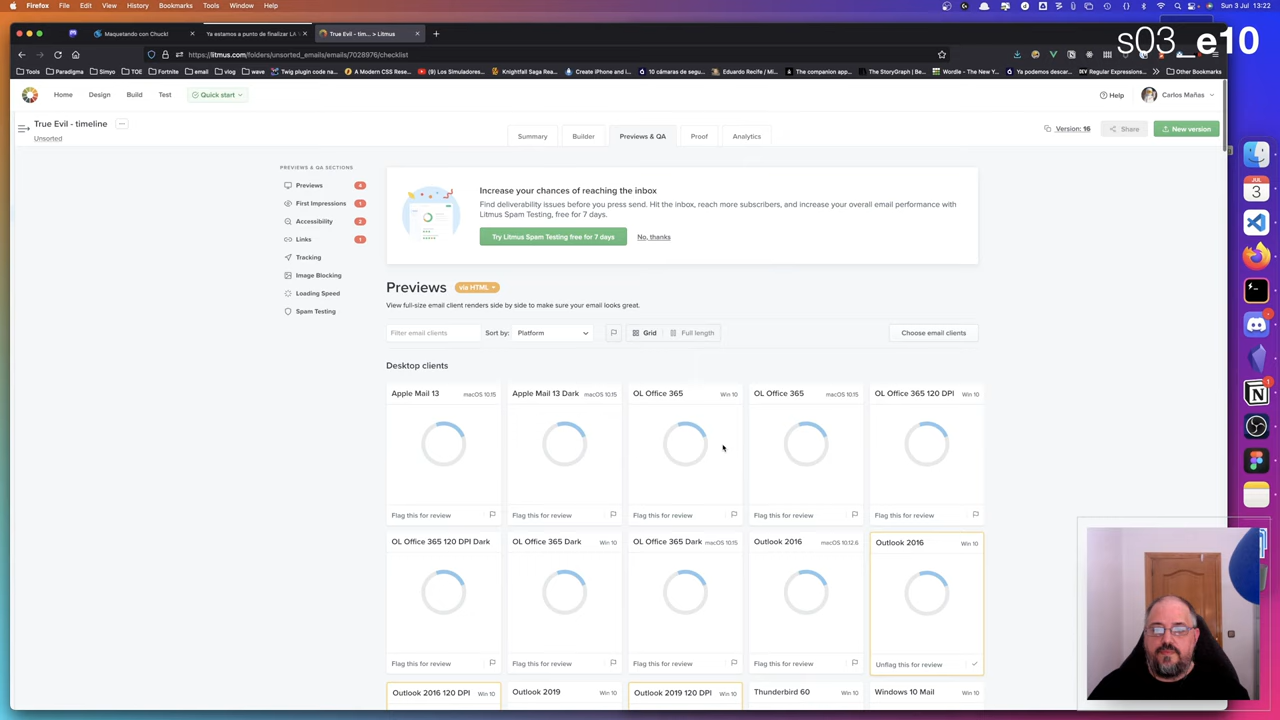 Firefox File Edit View History Bookmarks Tools Window Help
Sun 3 Jul 13:22
s03 e10
Maquetando con Chuck!
Ya estamos a punto de finalizar LA
True Evil - timeline > Litmus
https://litmus.com/folders/unsorted_emails/emails/7028976/checklist
Tools Paradigma Simyo TOE Fortnite email vlog wave Twig plugin code na... A Modern CSS Rese... (9) Los Simuladores... Knightfall Saga Rea... Create iPhone and I... 10 cámaras de segu... Eduardo Recife / Mi... The companion app... The StoryGraph | Be... Wordle - The New Y... Ya podemos descar... Regular Expressions... Other Bookmarks
Home Design Build Test Quick start
Help Carlos Mañas
True Evil - timeline
Unsorted
Summary Builder Previews & QA Proof Analytics
Version: 16 Share New version
PREVIEWS & QA SECTIONS
Previews 4
First Impressions 1
Accessibility 2
Links 1
Tracking
Image Blocking
Loading Speed
Spam Testing
Increase your chances of reaching the inbox
Find deliverability issues before you press send. Hit the inbox, reach more subscribers, and increase your overall email performance with
Litmus Spam Testing, free for 7 days.
Try Litmus Spam Testing free for 7 days No, thanks
Previews via HTML
View full-size email client renders side by side to make sure your email looks great.
Filter email clients Sort by: Platform Grid Full length Choose email clients
Desktop clients
Apple Mail 13 macOS 10.15 Apple Mail 13 Dark macOS 10.15 OL Office 365 Win 10 OL Office 365 macOS 10.15 OL Office 365 120 DPI Win 10
Flag this for review Flag this for review Flag this for review Flag this for review Flag this for review
OL Office 365 120 DPI Dark OL Office 365 Dark Win 10 OL Office 365 Dark macOS 10.15 Outlook 2016 macOS 10.12.6 Outlook 2016 Win 10
Flag this for review Flag this for review Flag this for review Flag this for review Unflag this for review
Outlook 2016 120 DPI Win 10 Outlook 2019 Win 10 Outlook 2019 120 DPI Win 10 Thunderbird 60 Win 10 Windows 10 Mail Win 10
JUL
3